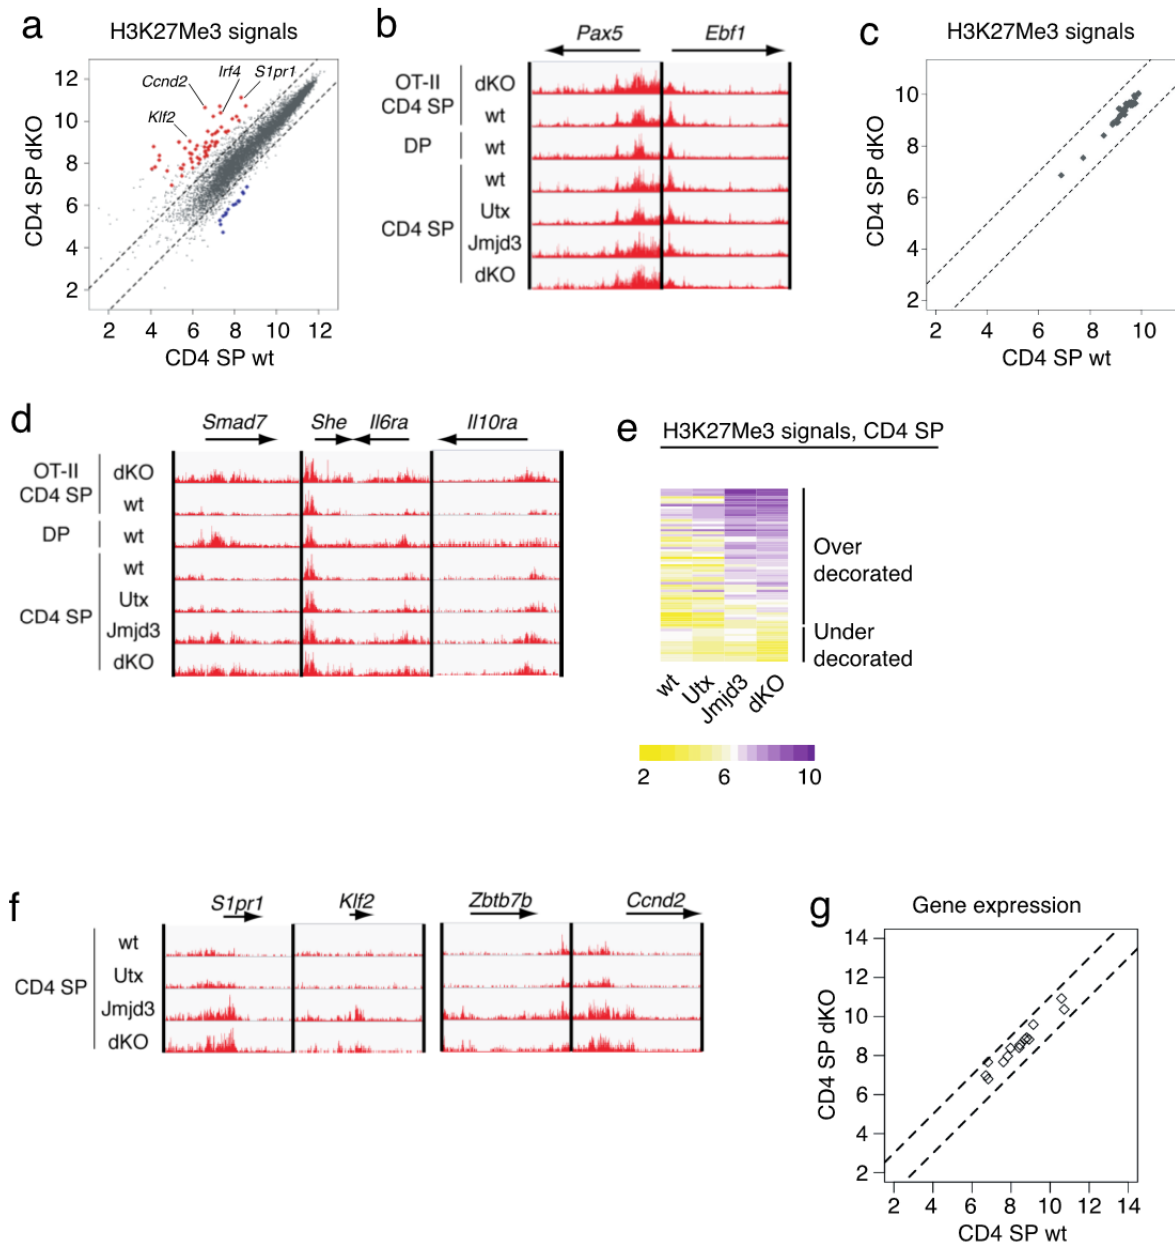 a
H3K27Me3 signals
CD4 SP dKO
12
10
8
6
4
2
Ccnd2
Irf4
S1pr1
Klf2
2 4 6 8 10 12
CD4 SP wt
b
Pax5 Ebf1
OT-II
CD4 SP
dKO
wt
DP
wt
CD4 SP
wt
Utx
Jmjd3
dKO
c
H3K27Me3 signals
CD4 SP dKO
10
8
6
4
2
2 4 6 8 10
CD4 SP wt
d
Smad7 She Il6ra Il10ra
OT-II
CD4 SP
dKO
wt
DP
wt
CD4 SP
wt
Utx
Jmjd3
dKO
e
H3K27Me3 signals, CD4 SP
Over
decorated
Under
decorated
wt Utx Jmjd3 dKO
2 6 10
f
S1pr1 Klf2 Zbtb7b Ccnd2
CD4 SP
wt
Utx
Jmjd3
dKO
g
Gene expression
CD4 SP dKO
14
12
10
8
6
4
2
2 4 6 8 10 12 14
CD4 SP wt